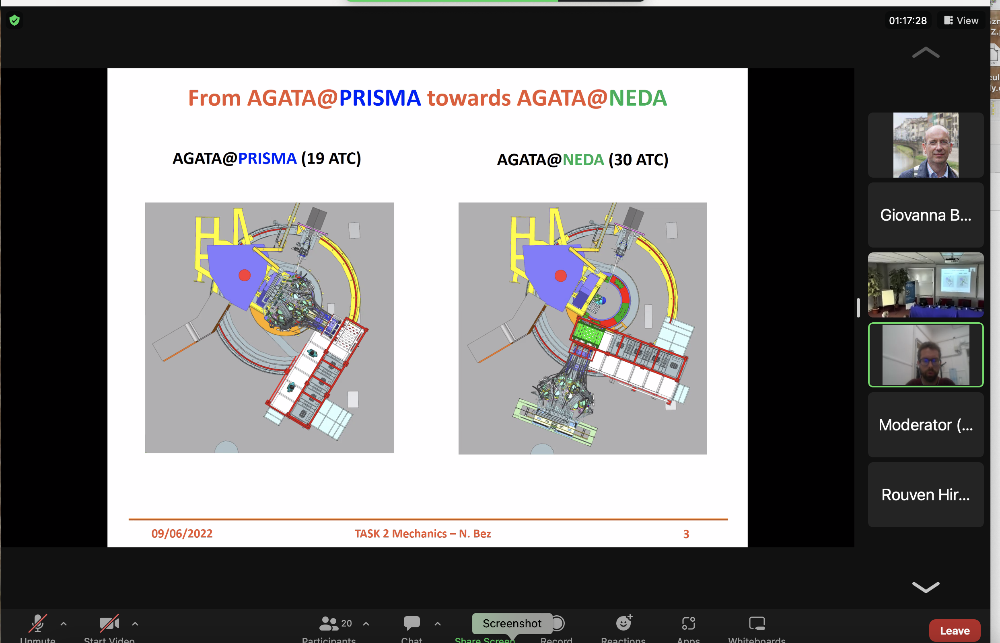 01:17:28 View
From AGATA@PRISMA towards AGATA@NEDA
AGATA@PRISMA (19 ATC)
AGATA@NEDA (30 ATC)
09/06/2022
TASK 2 Mechanics – N. Bez
3
Giovanna B...
Moderator (...
Rouven Hir...
20
Screenshot
Unmute
Start Video
Participants
Chat
Share Screen
Record
Reactions
Apps
Whiteboards
Leave